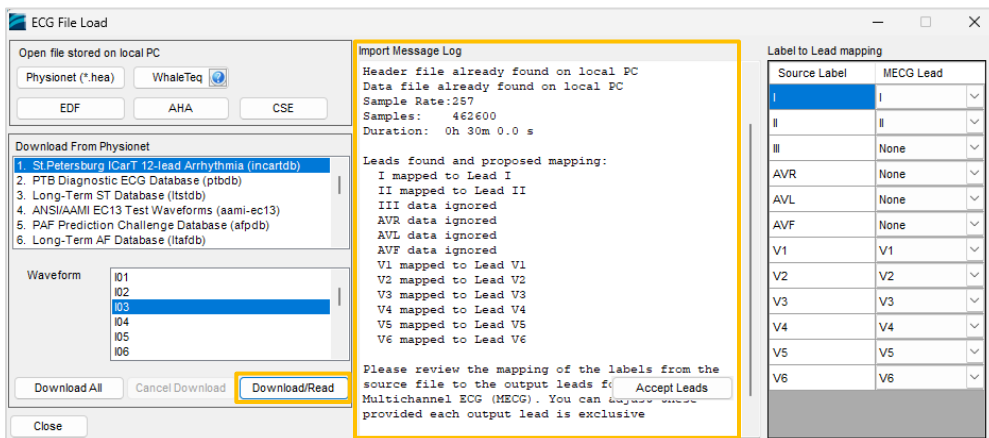 ECG File Load
Open file stored on local PC
Physionet (*.hea)
WhaleTeq
EDF
AHA
CSE
Download From Physionet
1. St.Petersburg ICarT 12-lead Arrhythmia (incartdb)
2. PTB Diagnostic ECG Database (ptbdb)
3. Long-Term ST Database (ltstdb)
4. ANSI/AAMI EC13 Test Waveforms (aami-ec13)
5. PAF Prediction Challenge Database (afpdb)
6. Long-Term AF Database (ltafdb)
Waveform
I01
I02
I03
I04
I05
I06
Download All
Cancel Download
Download/Read
Close
Import Message Log
Header file already found on local PC
Data file already found on local PC
Sample Rate:257
Samples: 462600
Duration: 0h 30m 0.0 s
Leads found and proposed mapping:
I mapped to Lead I
II mapped to Lead II
III data ignored
AVR data ignored
AVL data ignored
AVF data ignored
V1 mapped to Lead V1
V2 mapped to Lead V2
V3 mapped to Lead V3
V4 mapped to Lead V4
V5 mapped to Lead V5
V6 mapped to Lead V6
Please review the mapping of the labels from the
source file to the output leads
Multichannel ECG (MECG). You can
provided each output lead is exclusive
Accept Leads
Label to Lead mapping
Source Label MECG Lead
I I
II II
III None
AVR None
AVL None
AVF None
V1 V1
V2 V2
V3 V3
V4 V4
V5 V5
V6 V6